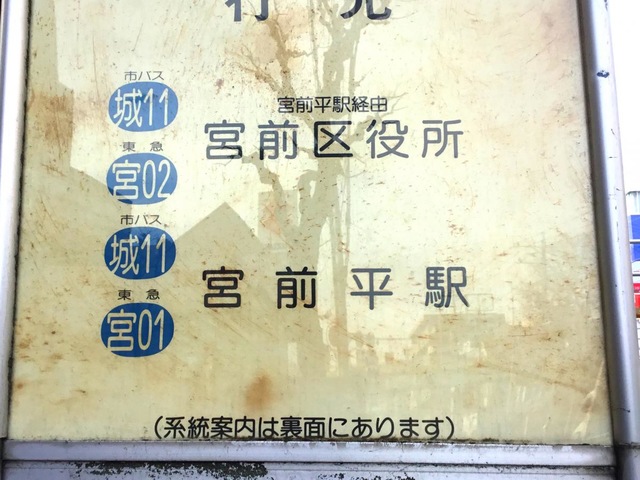 行先
市バス
城11
宮前平駅経由
宮前区役所
東急
宮02
市バス
城11
宮前平駅
東急
宮01
(系統案内は裏面にあります)